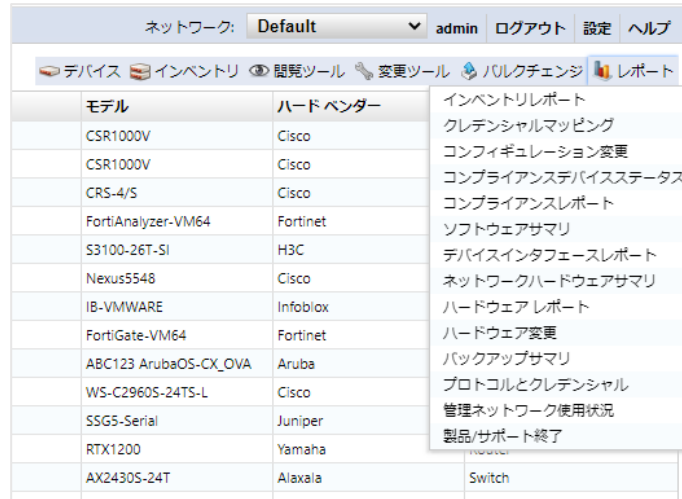 ネットワーク: Default admin ログアウト 設定 ヘルプ
デバイス インベントリ 閲覧ツール 変更ツール バルクチェンジ レポート
モデル ハード ベンダー
CSR1000V Cisco
CSR1000V Cisco
CRS-4/S Cisco
FortiAnalyzer-VM64 Fortinet
S3100-26T-SI H3C
Nexus5548 Cisco
IB-VMWARE Infoblox
FortiGate-VM64 Fortinet
ABC123 ArubaOS-CX_OVA Aruba
WS-C2960S-24TS-L Cisco
SSG5-Serial Juniper
RTX1200 Yamaha
AX2430S-24T Alaxala Switch
インベントリレポート
クレデンシャルマッピング
コンフィギュレーション変更
コンプライアンスデバイスステータス
コンプライアンスレポート
ソフトウェアサマリ
デバイスインタフェースレポート
ネットワークハードウェアサマリ
ハードウェア レポート
ハードウェア変更
バックアップサマリ
プロトコルとクレデンシャル
管理ネットワーク使用状況
製品/サポート終了